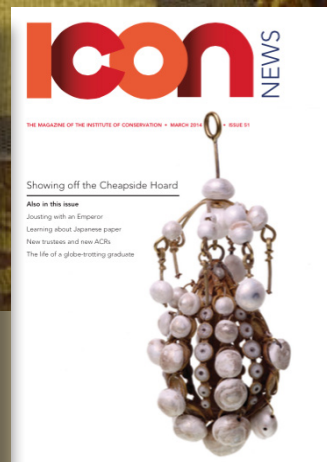 ICON
NEWS
THE MAGAZINE OF THE INSTITUTE OF CONSERVATION • MARCH 2014 • ISSUE 51
Showing off the Cheapside Hoard
Also in this issue
Jousting with an Emperor
Learning about Japanese paper
New trustees and new ACRs
The life of a globe-trotting graduate